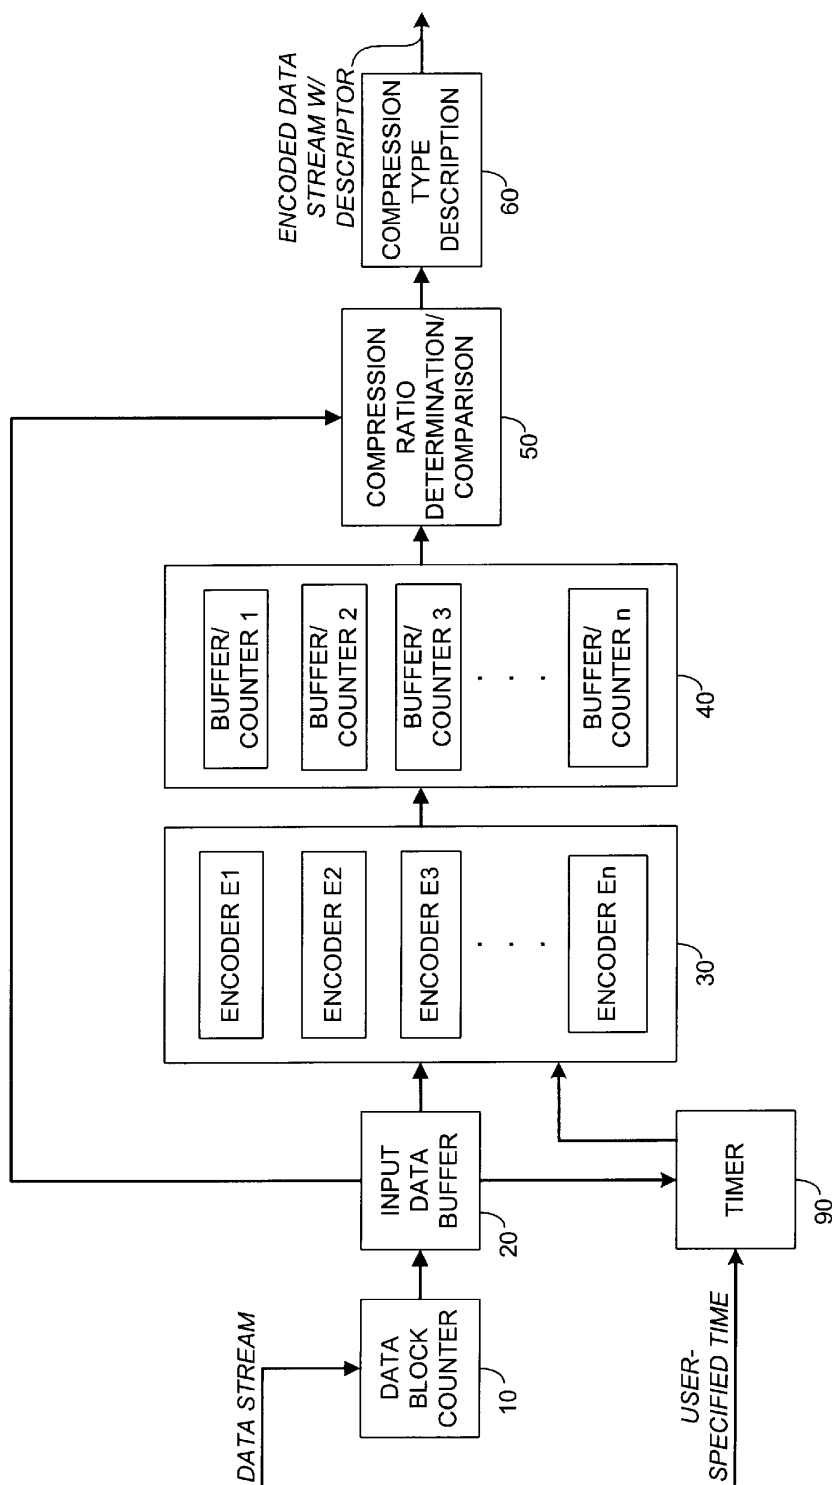 DATA STREAM
DATA
BLOCK
COUNTER
10
INPUT
DATA
BUFFER
20
USER-
SPECIFIED TIME
TIMER
90
ENCODER E1
ENCODER E2
ENCODER E3
. . .
ENCODER En
30
BUFFER/
COUNTER 1
BUFFER/
COUNTER 2
BUFFER/
COUNTER 3
. . .
BUFFER/
COUNTER n
40
COMPRESSION
RATIO
DETERMINATION/
COMPARISON
50
COMPRESSION
TYPE
DESCRIPTION
60
ENCODED DATA
STREAM W/
DESCRIPTOR